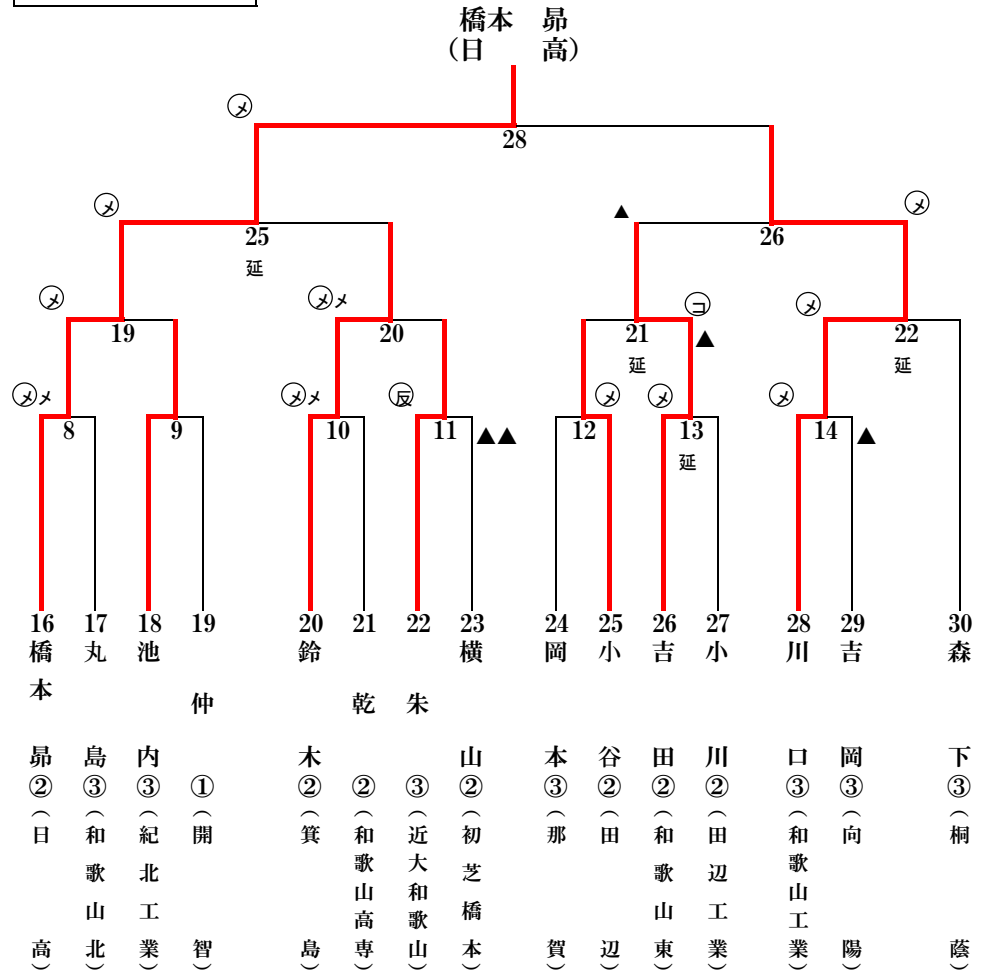 橋本 昴
(日 高)
㋱
28
㋱
▲
㋱
25
26
延
㋱
㋱メ
㋙
㋱
19
20
21
▲
22
延
延
㋱メ
㋱メ
反
㋱
㋱
㋱
8
9
10
11
▲▲
12
13
14
▲
延
16 17 18 19 20 21 22 23 24 25 26 27 28 29 30
橋本昴②(日高)
丸島③(和歌山北)
池内③(紀北工業)
仲①(開智)
鈴木②(箕島)
乾②(和歌山高専)
朱③(近大和歌山)
横山②(初芝橋本)
岡本③(那賀)
小谷②(田辺)
吉田②(和歌山東)
小川②(田辺工業)
川口③(和歌山工業)
吉岡③(向陽)
森下③(桐蔭)